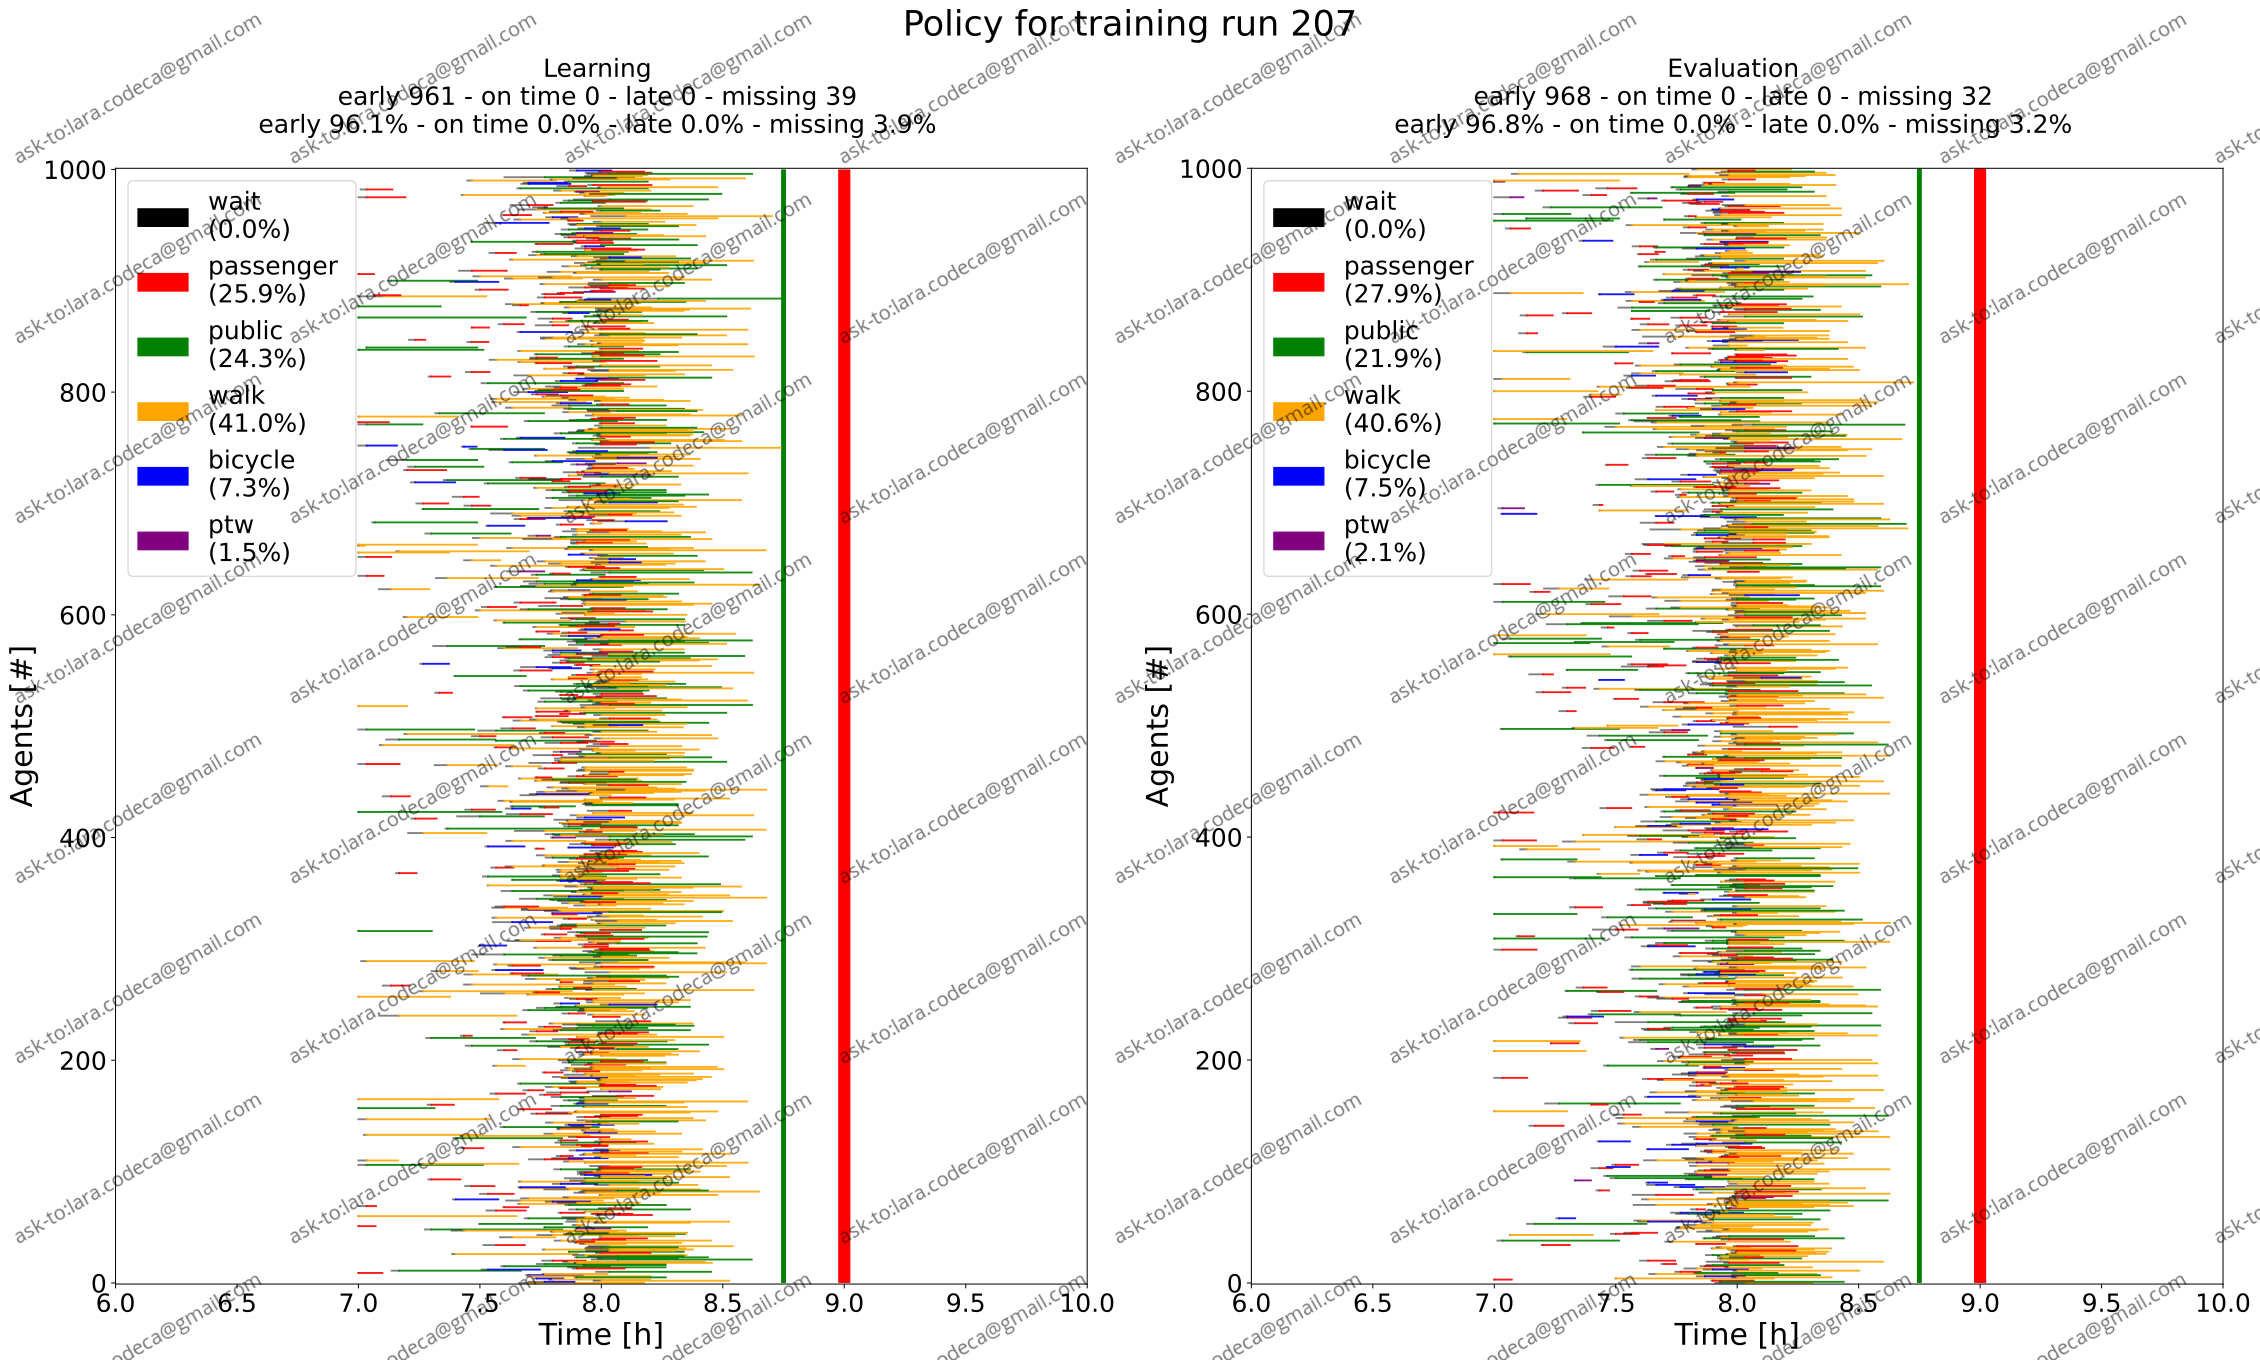 Policy for training run 207
Learning
early 961 - on time 0 - late 0 - missing 39
early 96.1% - on time 0.0% - late 0.0% - missing 3.9%
1000
800
600
400
200
0
Agents [#]
wait
(0.0%)
passenger
(25.9%)
public
(24.3%)
walk
(41.0%)
bicycle
(7.3%)
ptw
(1.5%)
6.0 6.5 7.0 7.5 8.0 8.5 9.0 9.5 10.0
Time [h]
Evaluation
early 968 - on time 0 - late 0 - missing 32
early 96.8% - on time 0.0% - late 0.0% - missing 3.2%
1000
800
600
400
200
0
Agents [#]
wait
(0.0%)
passenger
(27.9%)
public
(21.9%)
walk
(40.6%)
bicycle
(7.5%)
ptw
(2.1%)
6.0 6.5 7.0 7.5 8.0 8.5 9.0 9.5 10.0
Time [h]
ask-to:lara.codeca@gmail.com